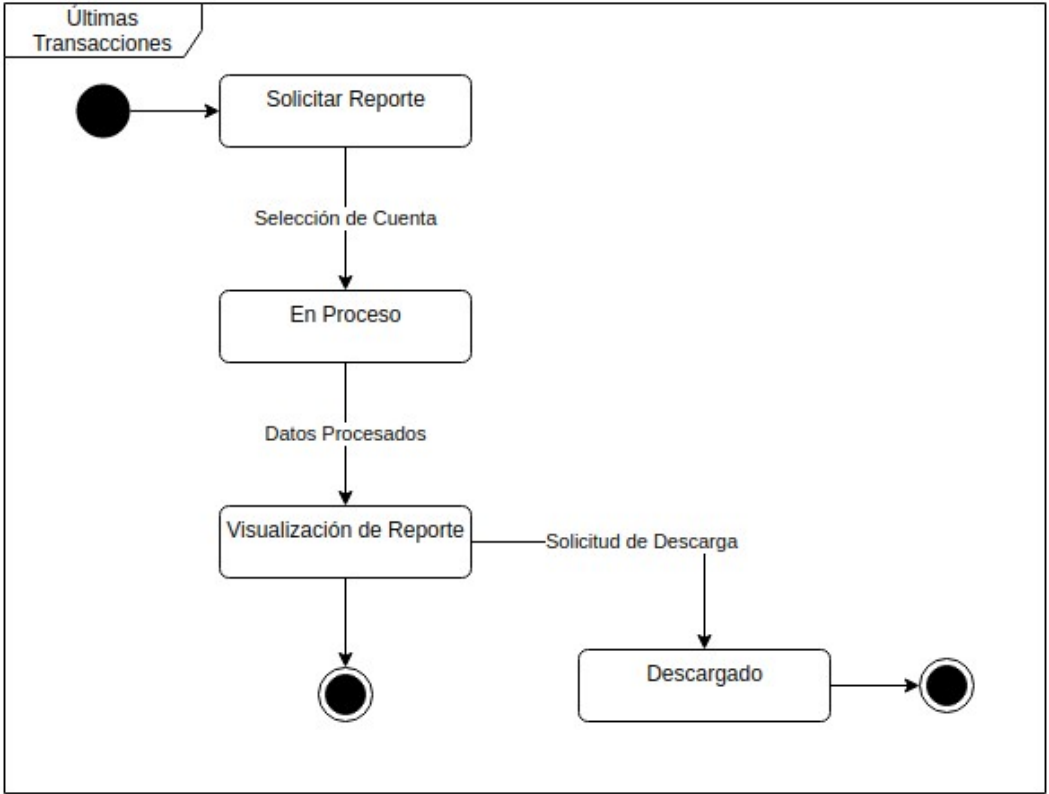 Últimas
Transacciones
Solicitar Reporte
Selección de Cuenta
En Proceso
Datos Procesados
Visualización de Reporte
Solicitud de Descarga
Descargado